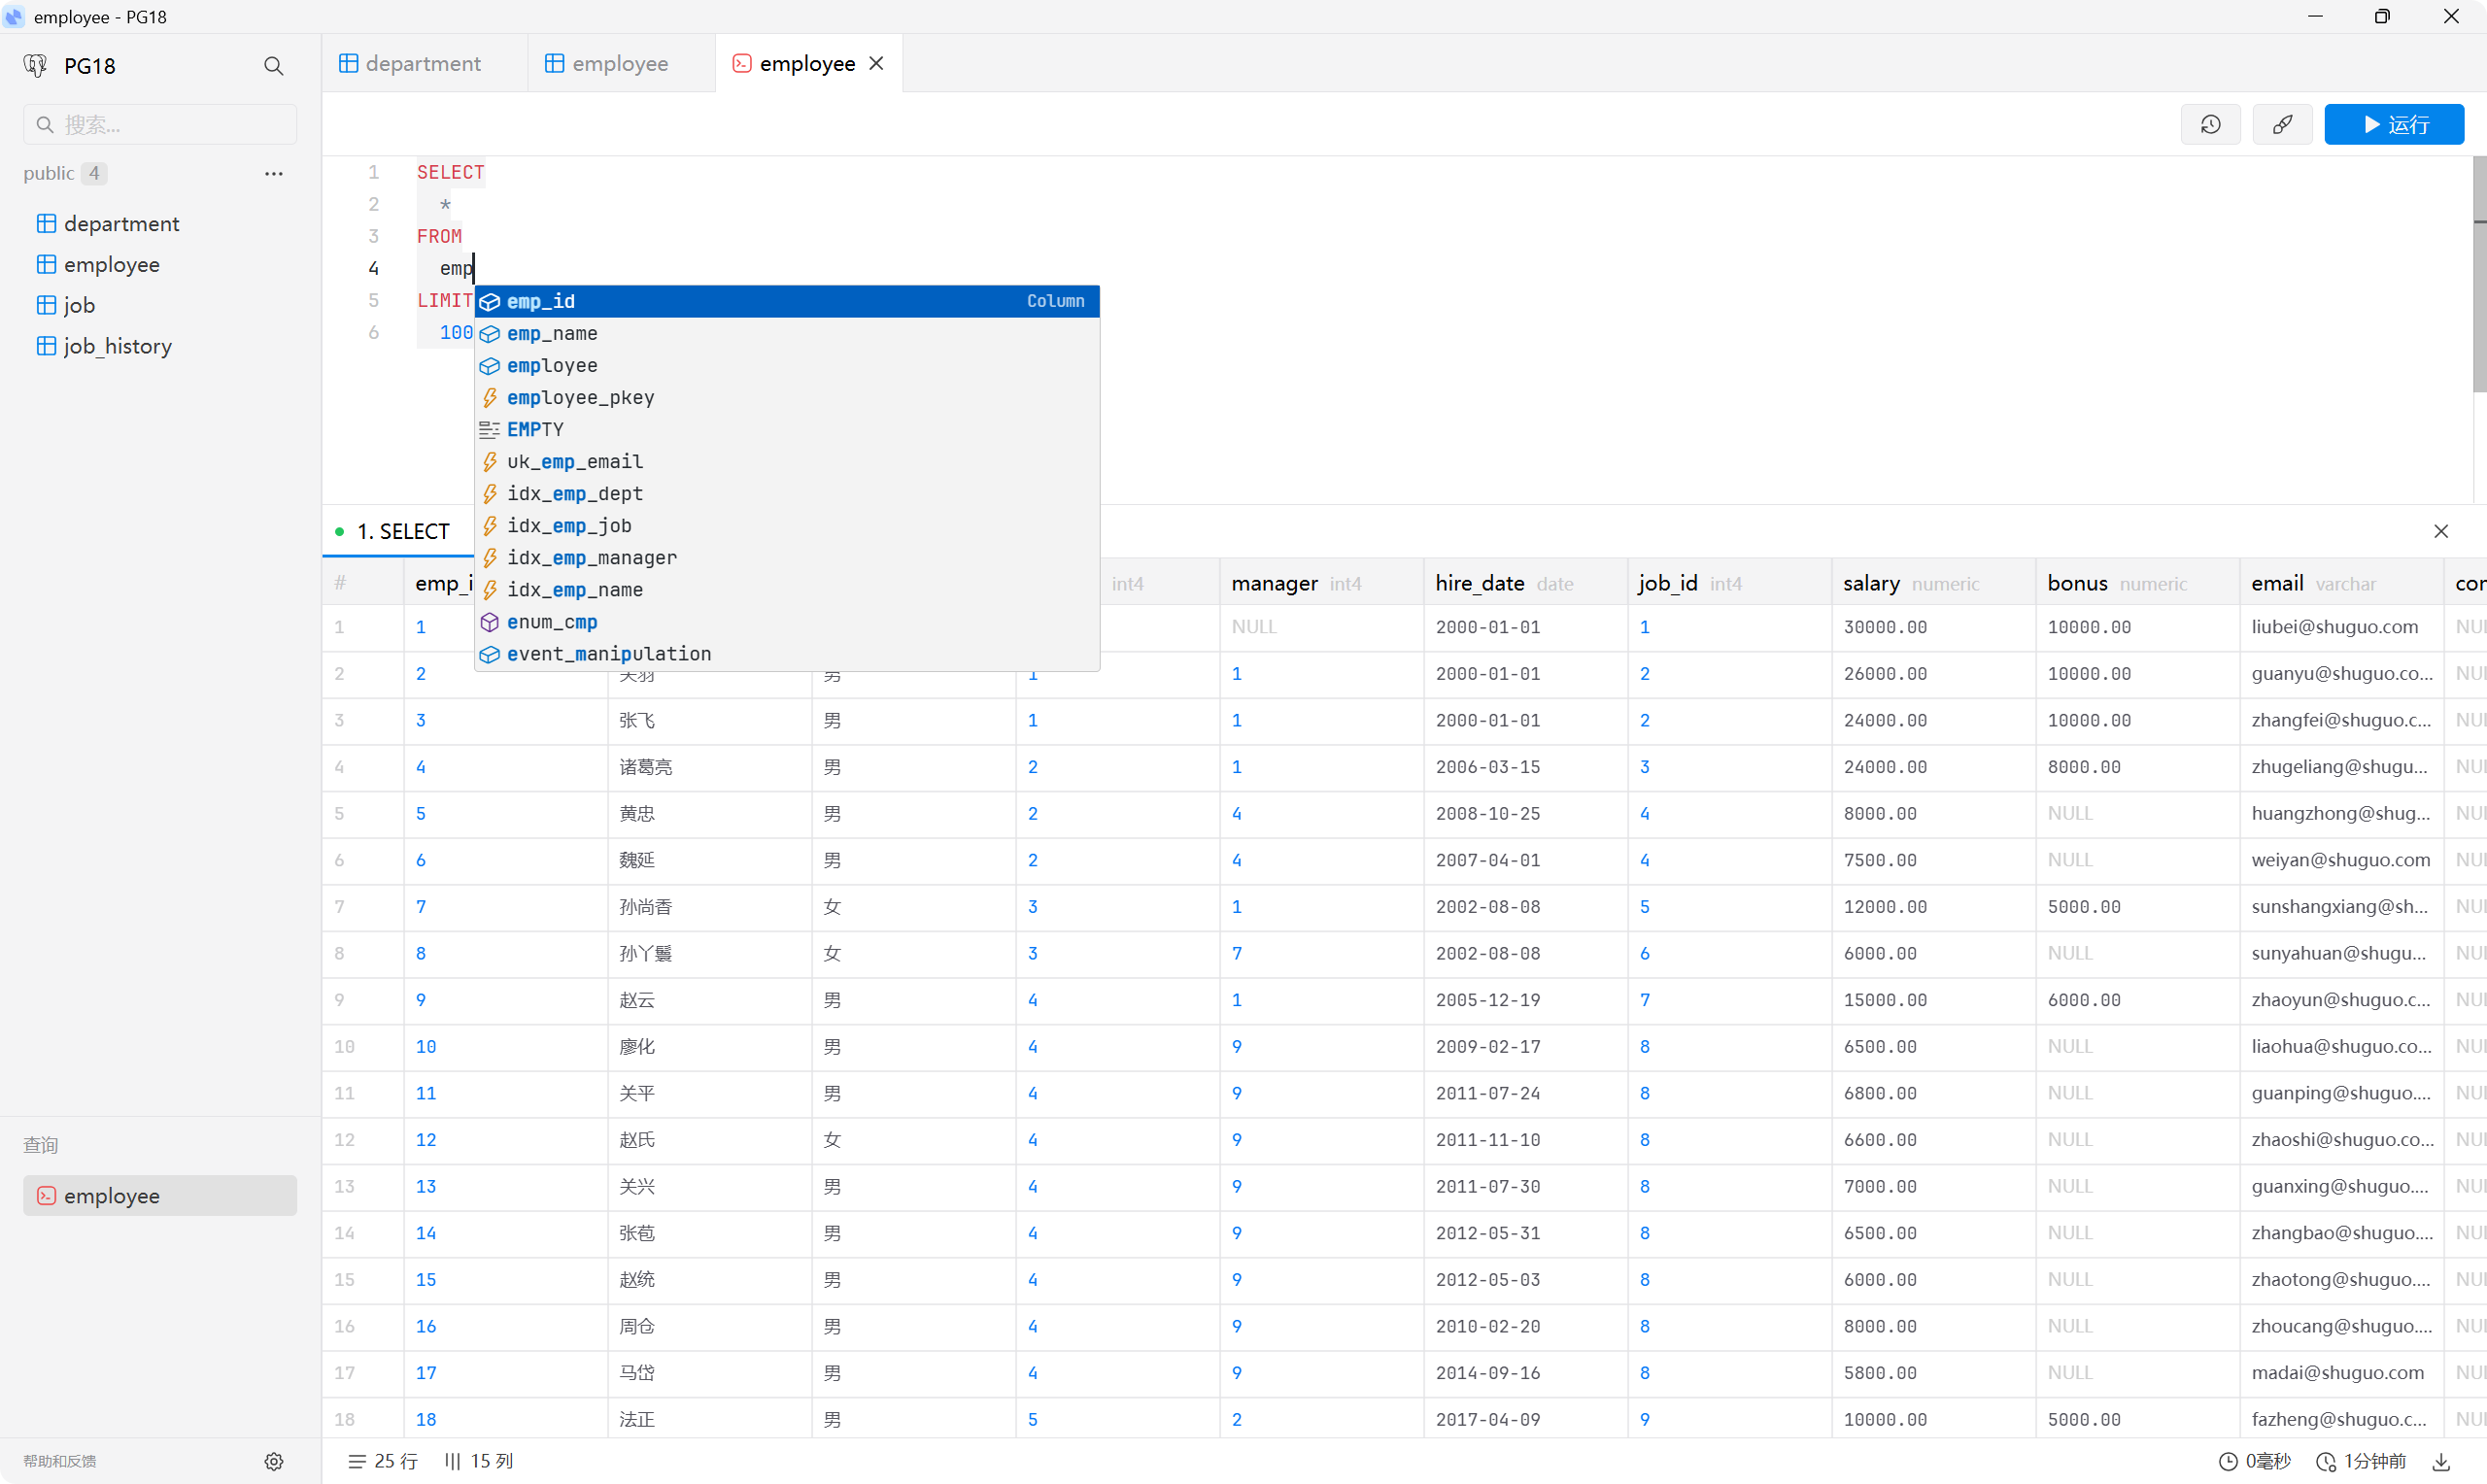 employee - PG18
PG18
department
employee
employee
搜索...
运行
public 4
department
employee
job
job_history
1 SELECT
2 *
3 FROM
4 emp
5 LIMIT
6 100
emp_id Column
emp_name
employee
employee_pkey
EMPTY
uk_emp_email
idx_emp_dept
idx_emp_job
idx_emp_manager
idx_emp_name
enum_cmp
event_manipulation
1. SELECT
# emp_i int4 manager int4 hire_date date job_id int4 salary numeric bonus numeric email varchar
1 1 NULL 2000-01-01 1 30000.00 10000.00 liubei@shuguo.com NUL
2 2 关羽 男 1 1 2000-01-01 2 26000.00 10000.00 guanyu@shuguo.co... NUL
3 3 张飞 男 1 1 2000-01-01 2 24000.00 10000.00 zhangfei@shuguo.c... NUL
4 4 诸葛亮 男 2 1 2006-03-15 3 24000.00 8000.00 zhugeliang@shugu... NUL
5 5 黄忠 男 2 4 2008-10-25 4 8000.00 NULL huangzhong@shug... NUL
6 6 魏延 男 2 4 2007-04-01 4 7500.00 NULL weiyan@shuguo.com NUL
7 7 孙尚香 女 3 1 2002-08-08 5 12000.00 5000.00 sunshangxiang@sh... NUL
8 8 孙丫鬟 女 3 7 2002-08-08 6 6000.00 NULL sunyahuan@shugu... NUL
9 9 赵云 男 4 1 2005-12-19 7 15000.00 6000.00 zhaoyun@shuguo.c... NUL
10 10 廖化 男 4 9 2009-02-17 8 6500.00 NULL liaohua@shuguo.co... NUL
11 11 关平 男 4 9 2011-07-24 8 6800.00 NULL guanping@shuguo.... NUL
12 12 赵氏 女 4 9 2011-11-10 8 6600.00 NULL zhaoshi@shuguo.co... NUL
13 13 关兴 男 4 9 2011-07-30 8 7000.00 NULL guanxing@shuguo.... NUL
14 14 张苞 男 4 9 2012-05-31 8 6500.00 NULL zhangbao@shuguo.... NUL
15 15 赵统 男 4 9 2012-05-03 8 6000.00 NULL zhaotong@shuguo.... NUL
16 16 周仓 男 4 9 2010-02-20 8 8000.00 NULL zhoucang@shuguo.... NUL
17 17 马岱 男 4 9 2014-09-16 8 5800.00 NULL madai@shuguo.com NUL
18 18 法正 男 5 2 2017-04-09 9 10000.00 5000.00 fazheng@shuguo.c... NUL
查询
employee
帮助和反馈
25 行 15 列
0毫秒 1分钟前